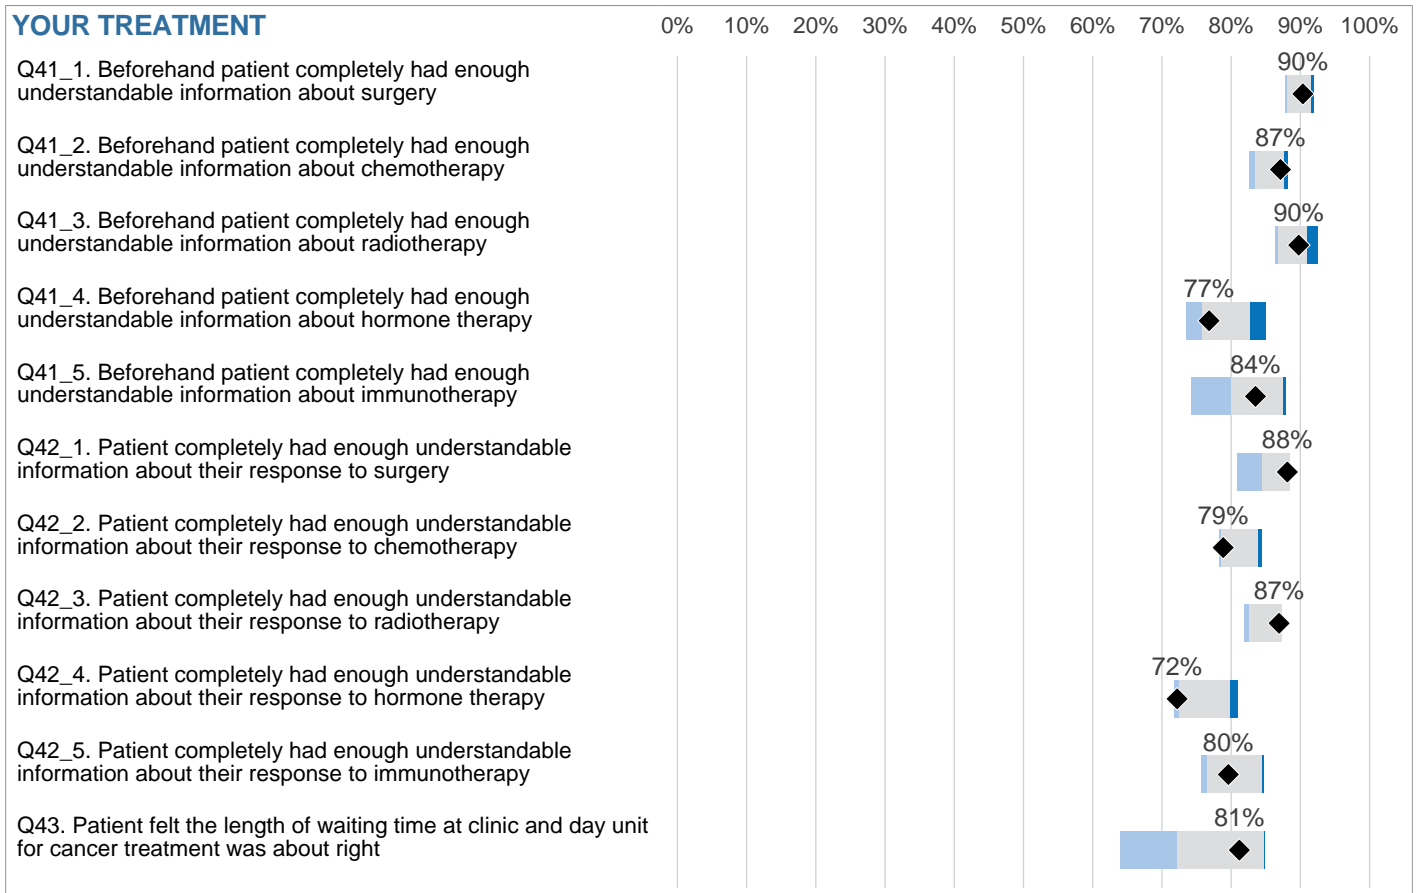 YOUR TREATMENT
0% 10% 20% 30% 40% 50% 60% 70% 80% 90% 100%
Q41_1. Beforehand patient completely had enough
understandable information about surgery
90%
Q41_2. Beforehand patient completely had enough
understandable information about chemotherapy
87%
Q41_3. Beforehand patient completely had enough
understandable information about radiotherapy
90%
Q41_4. Beforehand patient completely had enough
understandable information about hormone therapy
77%
Q41_5. Beforehand patient completely had enough
understandable information about immunotherapy
84%
Q42_1. Patient completely had enough understandable
information about their response to surgery
88%
Q42_2. Patient completely had enough understandable
information about their response to chemotherapy
79%
Q42_3. Patient completely had enough understandable
information about their response to radiotherapy
87%
Q42_4. Patient completely had enough understandable
information about their response to hormone therapy
72%
Q42_5. Patient completely had enough understandable
information about their response to immunotherapy
80%
Q43. Patient felt the length of waiting time at clinic and day unit
for cancer treatment was about right
81%